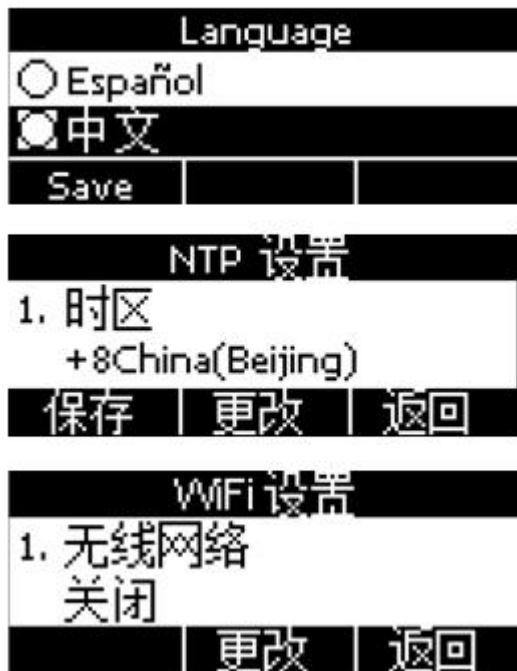 Language
Español
中文
Save
NTP 设置
1. 时区
+8China(Beijing)
保存 更改 返回
WiFi 设置
1. 无线网络
关闭
更改 返回